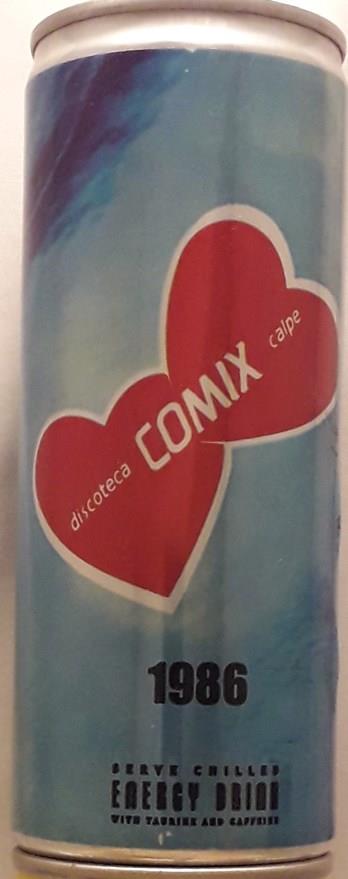 discoteca COMIX calpe
1986
SERVE CHILLED
ENERGY DRINK
WITH TAURINE AND CAFFEINE